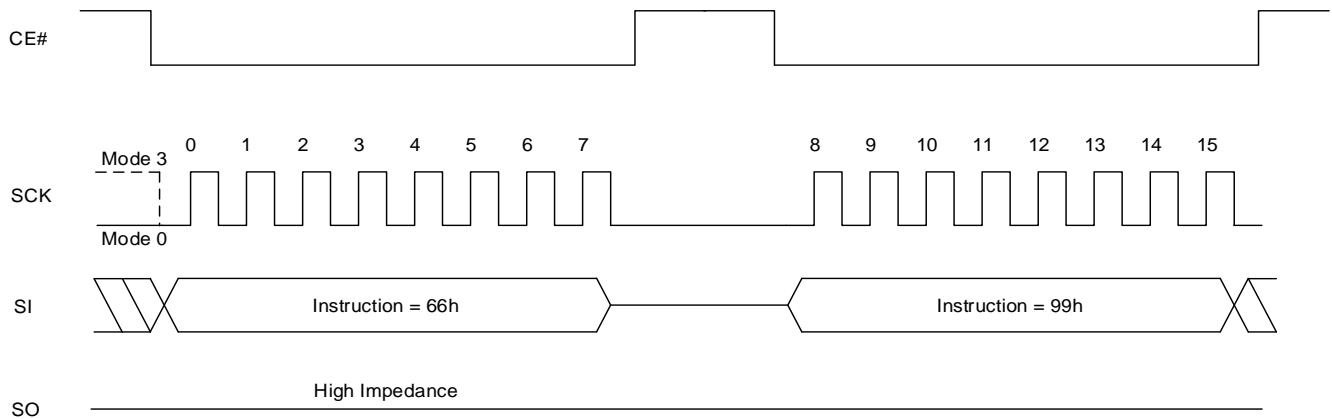 CE#
0 1 2 3 4 5 6 7 8 9 10 11 12 13 14 15
Mode 3
SCK
Mode 0
SI
Instruction = 66h
Instruction = 99h
High Impedance
SO